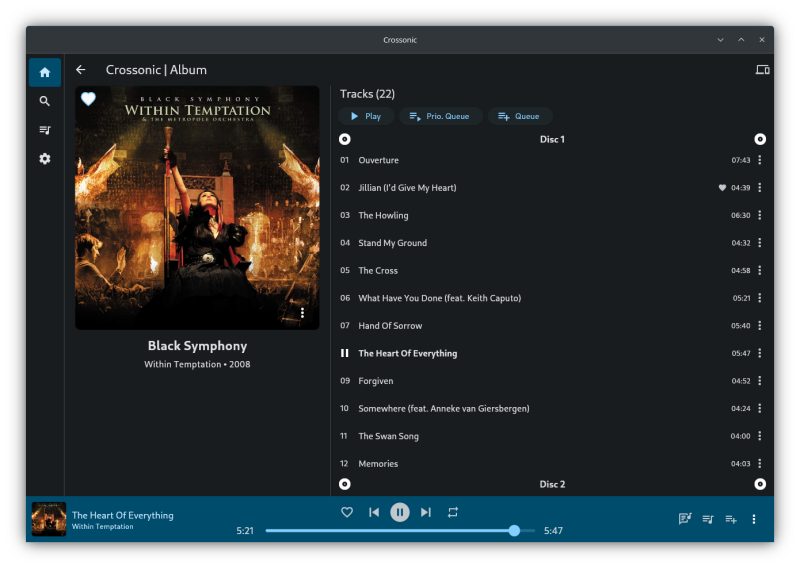 Crossonic
Crossonic | Album
BLACK SYMPHONY
WITHIN TEMPTATION
& THE METROPOLE ORCHESTRA
Black Symphony
Within Temptation • 2008
Tracks (22)
Play
Prio. Queue
Queue
Disc 1
01 Ouverture 07:43
02 Jillian (I'd Give My Heart) 04:39
03 The Howling 06:30
04 Stand My Ground 04:32
05 The Cross 04:58
06 What Have You Done (feat. Keith Caputo) 05:21
07 Hand Of Sorrow 05:40
The Heart Of Everything 05:47
09 Forgiven 04:52
10 Somewhere (feat. Anneke van Giersbergen) 04:24
11 The Swan Song 04:00
12 Memories 04:03
Disc 2
The Heart Of Everything
Within Temptation
5:21
5:47